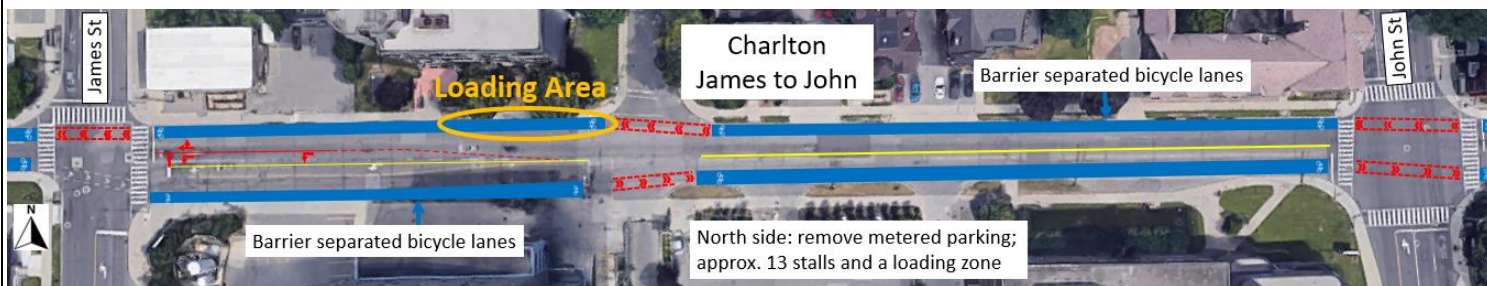 James St
Loading Area
Charlton
James to John
Barrier separated bicycle lanes
John St
N
Barrier separated bicycle lanes
North side: remove metered parking;
approx. 13 stalls and a loading zone